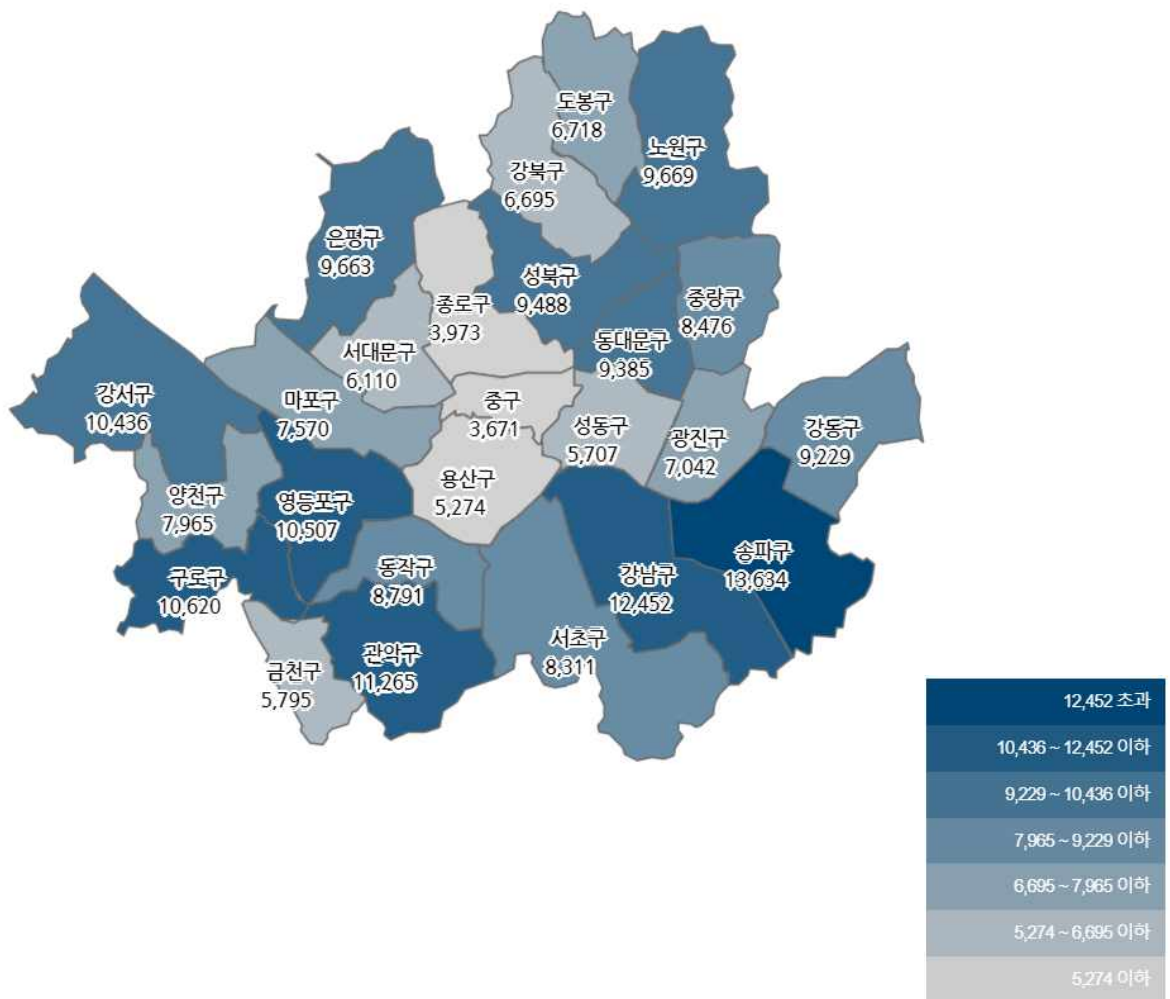 도봉구
6,718
노원구
9,669
강북구
6,695
은평구
9,663
성북구
9,488
종로구
3,973
중랑구
8,476
동대문구
9,385
서대문구
6,110
강서구
10,436
마포구
7,570
중구
3,671
성동구
5,707
광진구
7,042
강동구
9,229
용산구
5,274
양천구
7,965
영등포구
10,507
송파구
13,634
동작구
8,791
강남구
12,452
구로구
10,620
서초구
8,311
관악구
11,265
금천구
5,795
12,452 초과
10,436 ~ 12,452 이하
9,229 ~ 10,436 이하
7,965 ~ 9,229 이하
6,695 ~ 7,965 이하
5,274 ~ 6,695 이하
5,274 이하